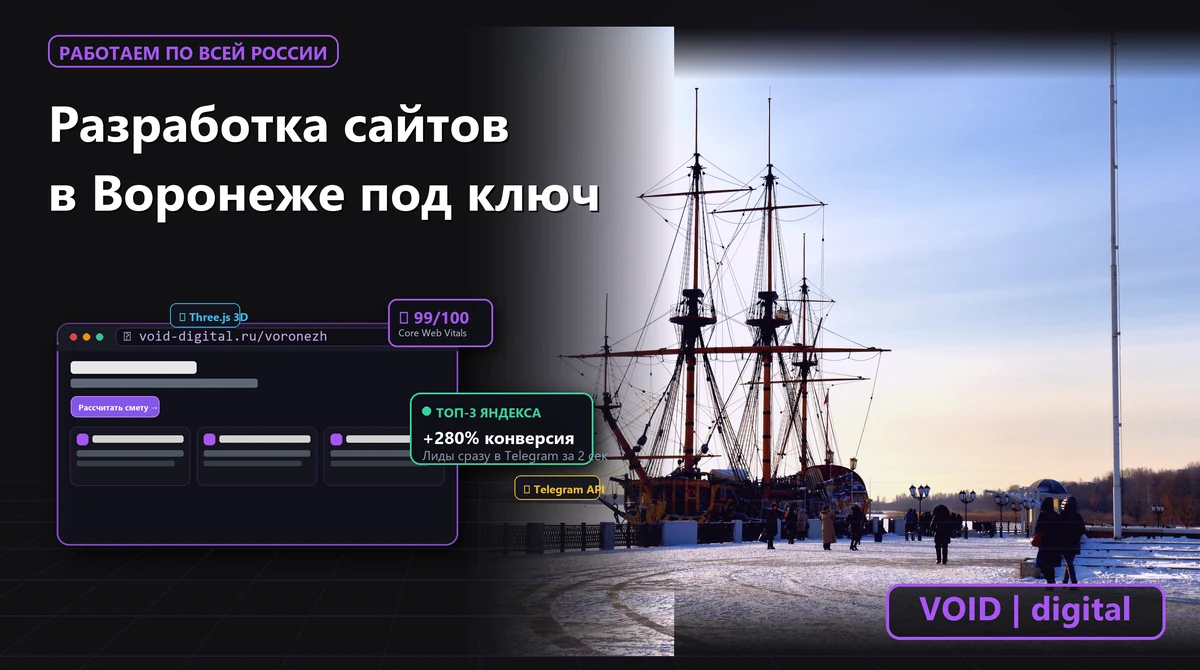 РАБОТАЕМ ПО ВСЕЙ РОССИИ
Разработка сайтов
в Воронеже под ключ
Three.js 3D
99/100
Core Web Vitals
void-digital.ru/voronezh
Рассчитать смету →
ТОП-3 ЯНДЕКСА
+280% конверсия
Лиды сразу в Telegram за 2 сек
Telegram API
VOID | digital